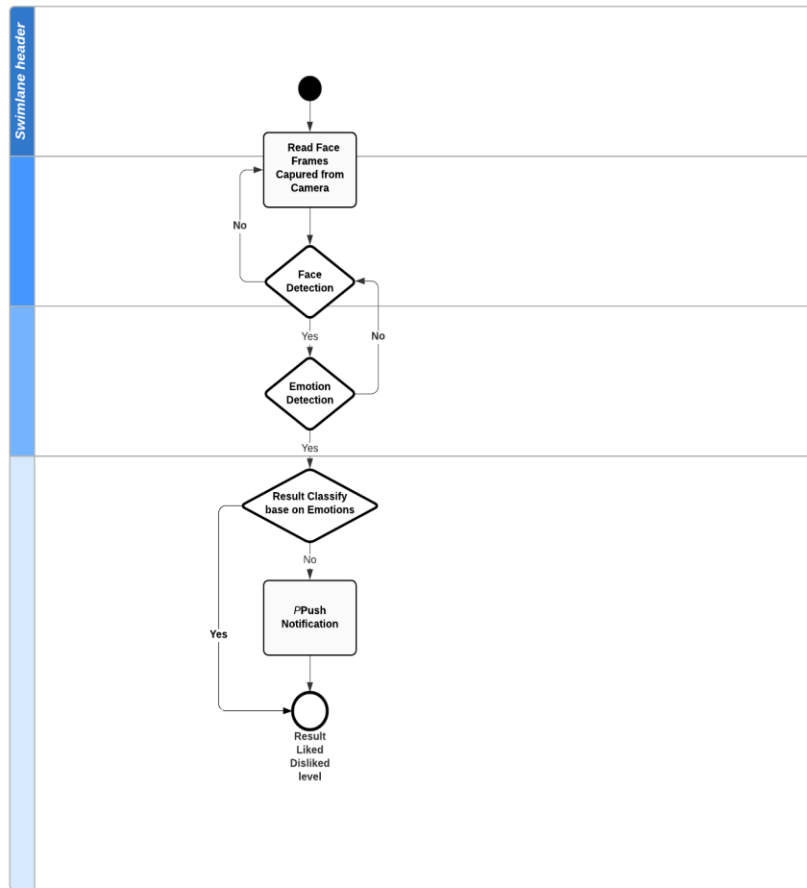 Swimlane header
Read Face
Frames
Capured from
Camera
No
Face
Detection
Yes
No
Emotion
Detection
Yes
Result Classify
base on Emotions
No
PPush
Notification
Yes
Result
Liked
Disliked
level